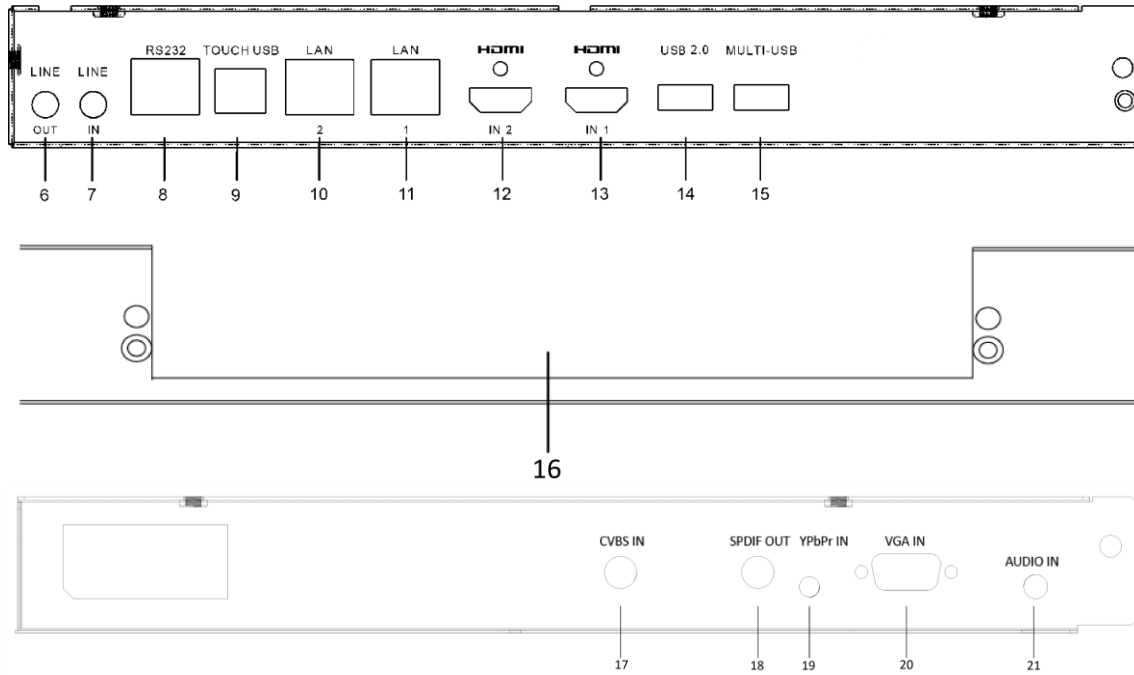 RS232 TOUCH USB LAN LAN HDMI HDMI USB 2.0 MULTI-USB
LINE LINE
OUT IN 2 1 IN 2 IN 1
6 7 8 9 10 11 12 13 14 15
16
CVBS IN SPDIF OUT YPbPr IN VGA IN AUDIO IN
17 18 19 20 21